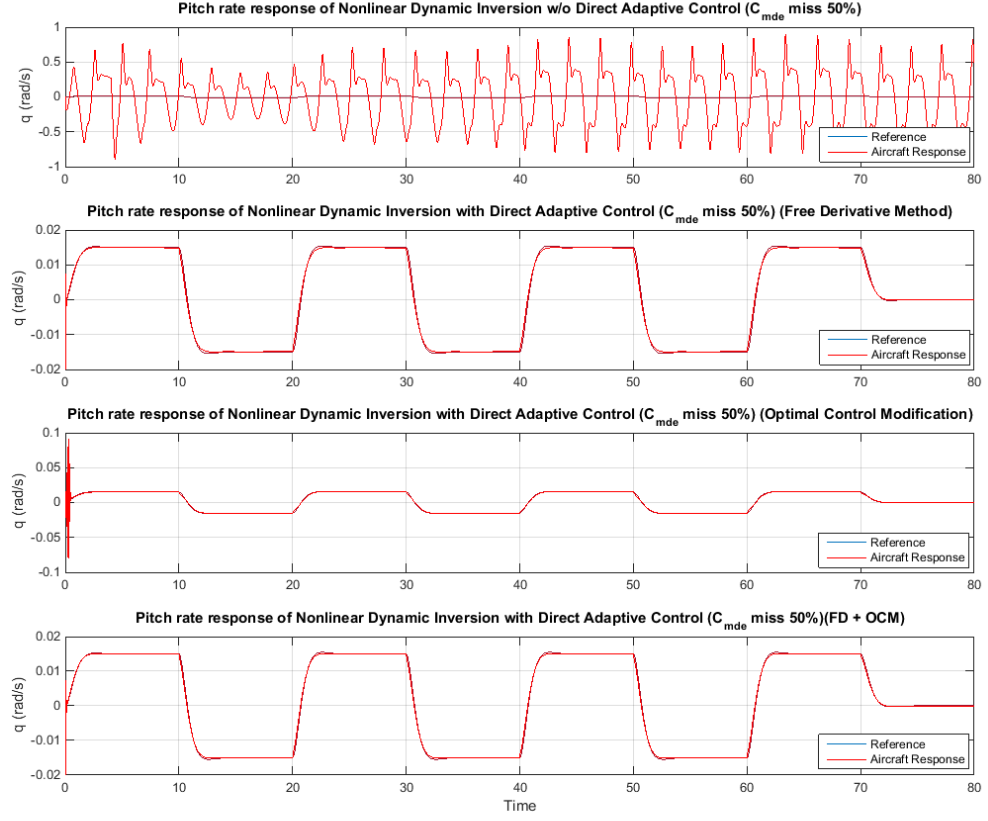 Pitch rate response of Nonlinear Dynamic Inversion w/o Direct Adaptive Control (Cmde miss 50%)
1
0.5
0
-0.5
-1
q (rad/s)
Reference
Aircraft Response
0 10 20 30 40 50 60 70 80
Pitch rate response of Nonlinear Dynamic Inversion with Direct Adaptive Control (Cmde miss 50%) (Free Derivative Method)
0.02
0.01
0
-0.01
-0.02
q (rad/s)
Reference
Aircraft Response
0 10 20 30 40 50 60 70 80
Pitch rate response of Nonlinear Dynamic Inversion with Direct Adaptive Control (Cmde miss 50%) (Optimal Control Modification)
0.1
0.05
0
-0.05
-0.1
q (rad/s)
Reference
Aircraft Response
0 10 20 30 40 50 60 70 80
Pitch rate response of Nonlinear Dynamic Inversion with Direct Adaptive Control (Cmde miss 50%)(FD + OCM)
0.02
0.01
0
-0.01
-0.02
q (rad/s)
Reference
Aircraft Response
0 10 20 30 40 50 60 70 80
Time